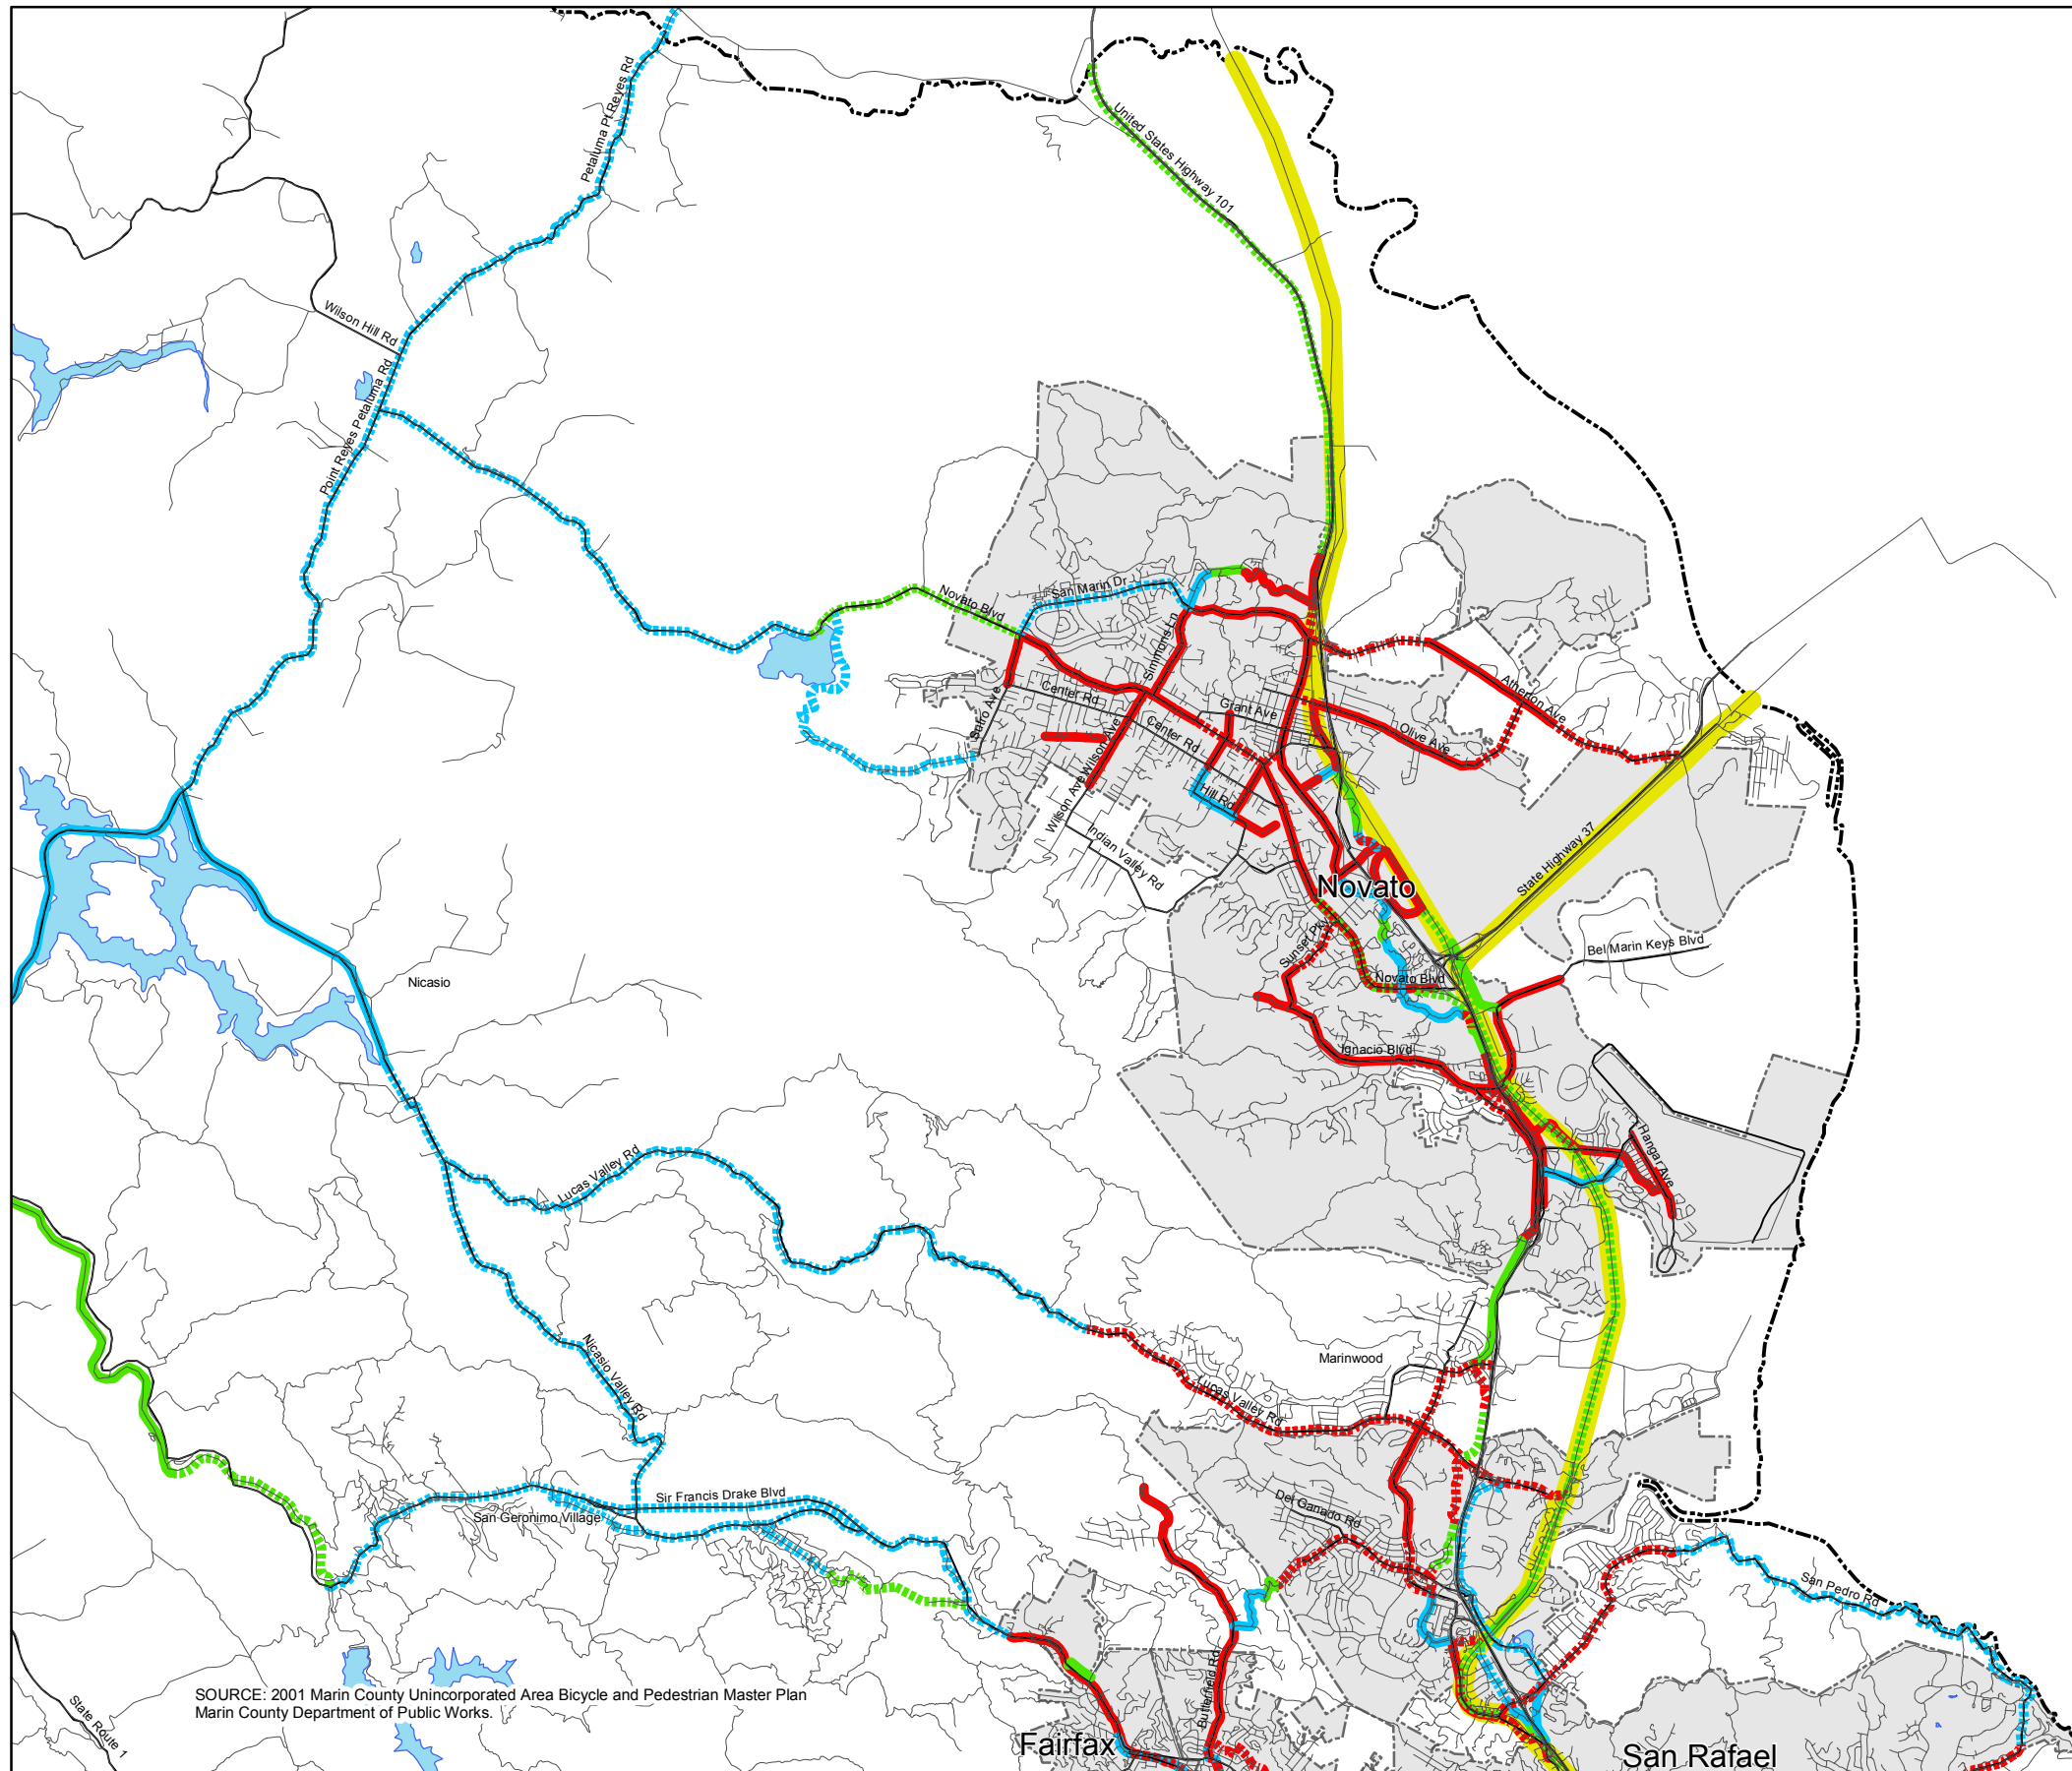 Petaluma Pt Reyes Rd
United States Highway 101
Wilson Hill Rd
Point Reyes Petaluma Rd
San Marin Dr
Novato Blvd
Simmons Ln
Center Rd
Sutro Ave
Grant Ave
Atherton Ave
Center Rd
Olive Ave
Wilson Ave
Wilson Ave
Hill Rd
Indian Valley Rd
State Highway 37
Novato
Sunset Pky
Bel Marin Keys Blvd
Novato Blvd
Nicasio
Ignacio Blvd
Hangar Ave
Lucas Valley Rd
Nicasio Valley Rd
Marinwood
Lucas Valley Rd
Sir Francis Drake Blvd
San Geronimo Village
Del Ganado Rd
San Pedro Rd
Butterfield Rd
SOURCE: 2001 Marin County Unincorporated Area Bicycle and Pedestrian Master Plan
Marin County Department of Public Works.
State Route 1
Fairfax
San Rafael